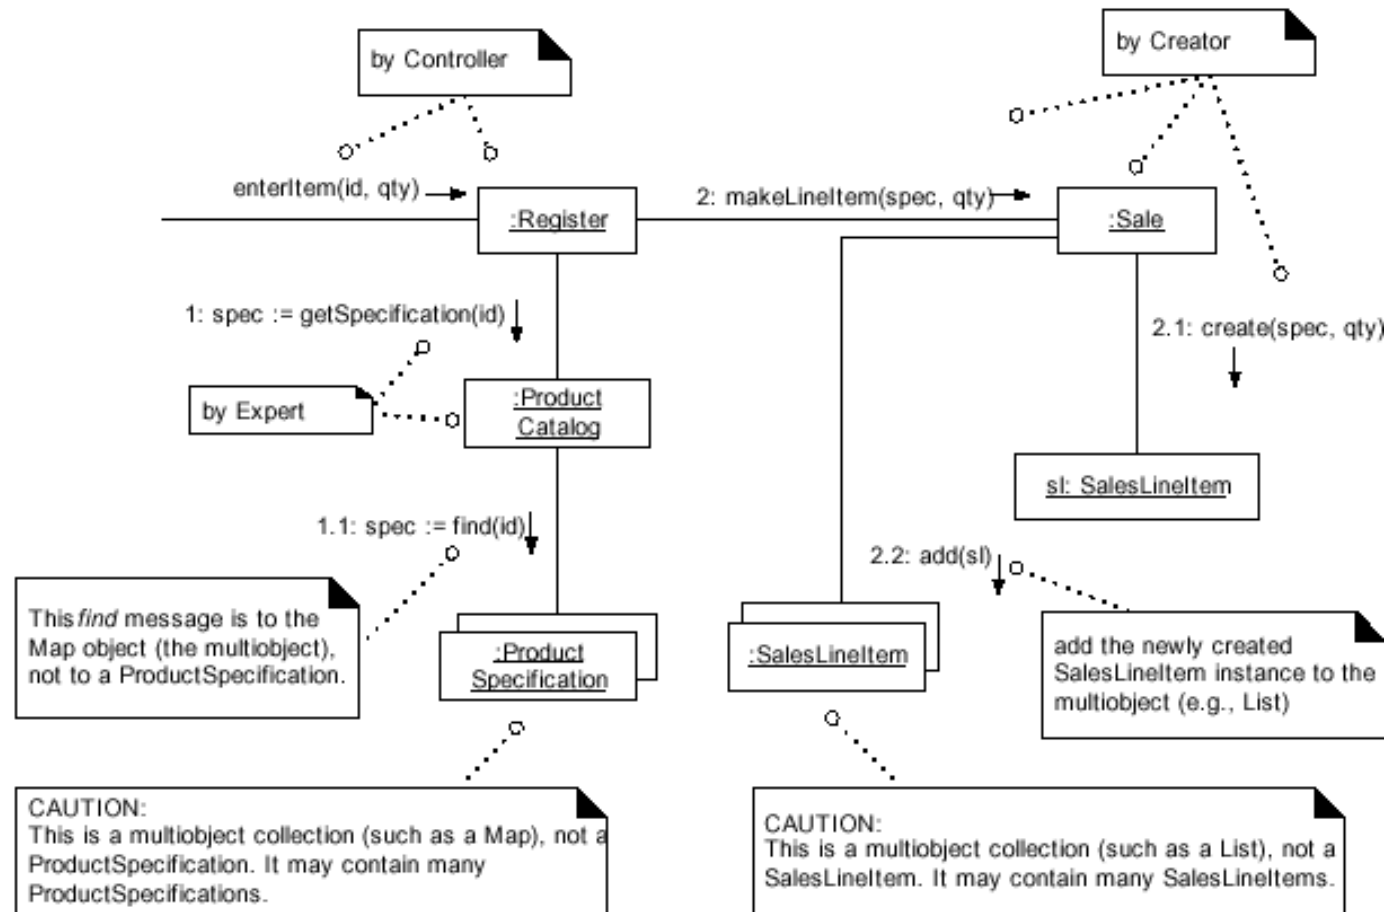 by Controller
by Creator
enterItem(id, qty)
2: makeLineItem(spec, qty)
:Register
:Sale
1: spec := getSpecification(id)
2.1: create(spec, qty)
by Expert
:Product
Catalog
sl: SalesLineItem
1.1: spec := find(id)
2.2: add(sl)
This find message is to the
Map object (the multiobject),
not to a ProductSpecification.
:Product
Specification
:SalesLineItem
add the newly created
SalesLineItem instance to the
multiobject (e.g., List)
CAUTION:
This is a multiobject collection (such as a Map), not a
ProductSpecification. It may contain many
ProductSpecifications.
CAUTION:
This is a multiobject collection (such as a List), not a
SalesLineItem. It may contain many SalesLineItems.